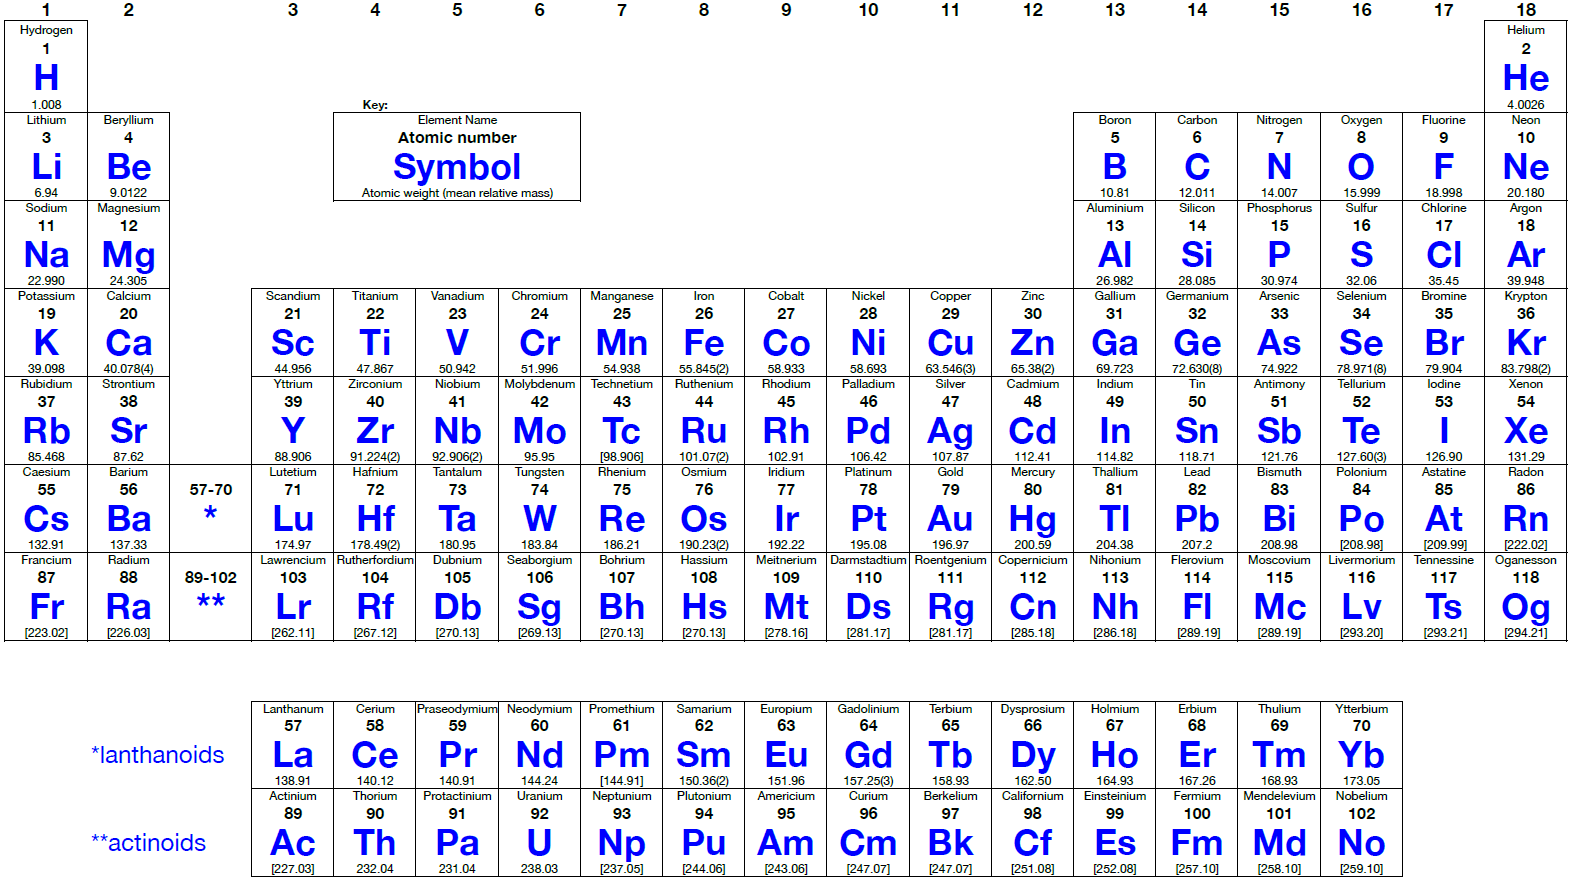 1 2 3 4 5 6 7 8 9 10 11 12 13 14 15 16 17 18
Hydrogen Helium
1 2
H He
1.008 Key: 4.0026
Lithium Beryllium Element Name Boron Carbon Nitrogen Oxygen Fluorine Neon
3 4 Atomic number 5 6 7 8 9 10
Li Be Symbol B C N O F Ne
6.94 9.0122 Atomic weight (mean relative mass) 10.81 12.011 14.007 15.999 18.998 20.180
Sodium Magnesium Aluminium Silicon Phosphorus Sulfur Chlorine Argon
11 12 13 14 15 16 17 18
Na Mg Al Si P S Cl Ar
22.990 24.305 26.982 28.085 30.974 32.06 35.45 39.948
Potassium Calcium Scandium Titanium Vanadium Chromium Manganese Iron Cobalt Nickel Copper Zinc Gallium Germanium Arsenic Selenium Bromine Krypton
19 20 21 22 23 24 25 26 27 28 29 30 31 32 33 34 35 36
K Ca Sc Ti V Cr Mn Fe Co Ni Cu Zn Ga Ge As Se Br Kr
39.098 40.078(4) 44.956 47.867 50.942 51.996 54.938 55.845(2) 58.933 58.693 63.546(3) 65.38(2) 69.723 72.630(8) 74.922 78.971(8) 79.904 83.798(2)
Rubidium Strontium Yttrium Zirconium Niobium Molybdenum Technetium Ruthenium Rhodium Palladium Silver Cadmium Indium Tin Antimony Tellurium Iodine Xenon
37 38 39 40 41 42 43 44 45 46 47 48 49 50 51 52 53 54
Rb Sr Y Zr Nb Mo Tc Ru Rh Pd Ag Cd In Sn Sb Te I Xe
85.468 87.62 88.906 91.224(2) 92.906(2) 95.95 [98.906] 101.07(2) 102.91 106.42 107.87 112.41 114.82 118.71 121.76 127.60(3) 126.90 131.29
Caesium Barium Lutetium Hafnium Tantalum Tungsten Rhenium Osmium Iridium Platinum Gold Mercury Thallium Lead Bismuth Polonium Astatine Radon
55 56 57-70 71 72 73 74 75 76 77 78 79 80 81 82 83 84 85 86
Cs Ba * Lu Hf Ta W Re Os Ir Pt Au Hg Tl Pb Bi Po At Rn
132.91 137.33 174.97 178.49(2) 180.95 183.84 186.21 190.23(2) 192.22 195.08 196.97 200.59 204.38 207.2 208.98 [208.98] [209.99] [222.02]
Francium Radium Lawrencium Rutherfordium Dubnium Seaborgium Bohrium Hassium Meitnerium Darmstadtium Roentgenium Copernicium Nihonium Flerovium Moscovium Livermorium Tennessine Oganesson
87 88 89-102 103 104 105 106 107 108 109 110 111 112 113 114 115 116 117 118
Fr Ra ** Lr Rf Db Sg Bh Hs Mt Ds Rg Cn Nh Fl Mc Lv Ts Og
[223.02] [226.03] [262.11] [267.12] [270.13] [269.13] [270.13] [270.13] [278.16] [281.17] [281.17] [285.18] [286.18] [289.19] [289.19] [293.20] [293.21] [294.21]
Lanthanum Cerium Praseodymium Neodymium Promethium Samarium Europium Gadolinium Terbium Dysprosium Holmium Erbium Thulium Ytterbium
57 58 59 60 61 62 63 64 65 66 67 68 69 70
*lanthanoids La Ce Pr Nd Pm Sm Eu Gd Tb Dy Ho Er Tm Yb
138.91 140.12 140.91 144.24 [144.91] 150.36(2) 151.96 157.25(3) 158.93 162.50 164.93 167.26 168.93 173.05
Actinium Thorium Protactinium Uranium Neptunium Plutonium Americium Curium Berkelium Californium Einsteinium Fermium Mendelevium Nobelium
89 90 91 92 93 94 95 96 97 98 99 100 101 102
**actinoids Ac Th Pa U Np Pu Am Cm Bk Cf Es Fm Md No
[227.03] 232.04 231.04 238.03 [237.05] [244.06] [243.06] [247.07] [247.07] [251.08] [252.08] [257.10] [258.10] [259.10]